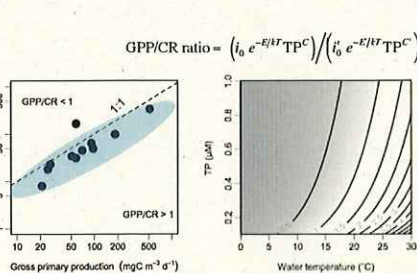 GPP/CR ratio = (i₀ e^(-E/kT) TP^C)/(i′₀ e^(-E′/kT) TP^C′)
GPP/CR < 1
1:1
GPP/CR > 1
10 20 50 100 200 500
Gross primary production (mgC m⁻³ d⁻¹)
TP (μM)
1.0
0.8
0.6
0.4
0.2
0 5 10 15 20 25 30
Water temperature (°C)